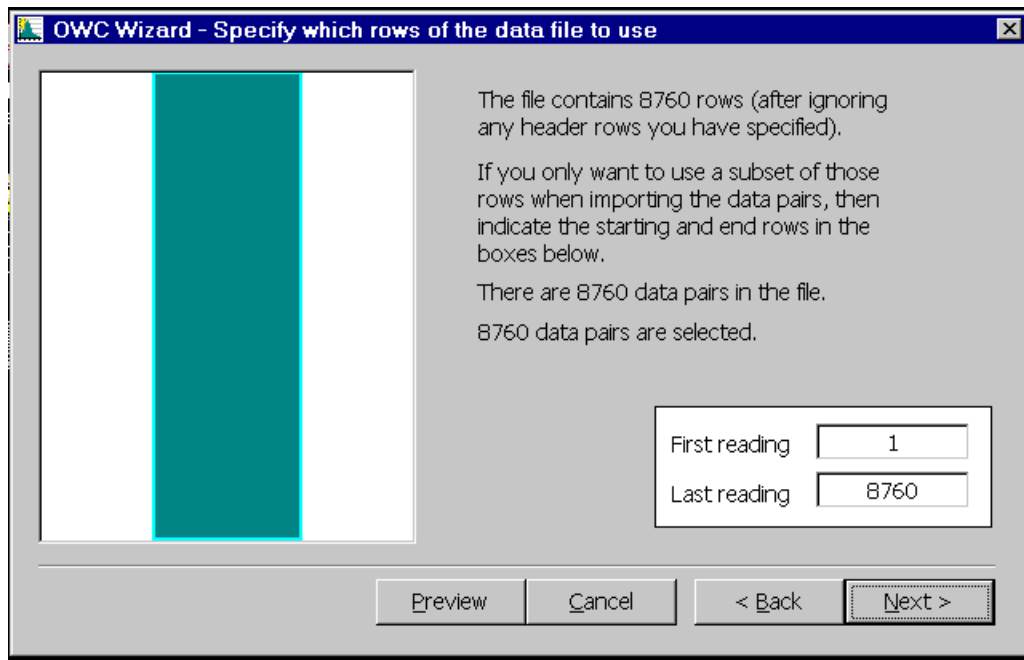 OWC Wizard - Specify which rows of the data file to use
The file contains 8760 rows (after ignoring
any header rows you have specified).
If you only want to use a subset of those
rows when importing the data pairs, then
indicate the starting and end rows in the
boxes below.
There are 8760 data pairs in the file.
8760 data pairs are selected.
First reading 1
Last reading 8760
Preview Cancel < Back Next >